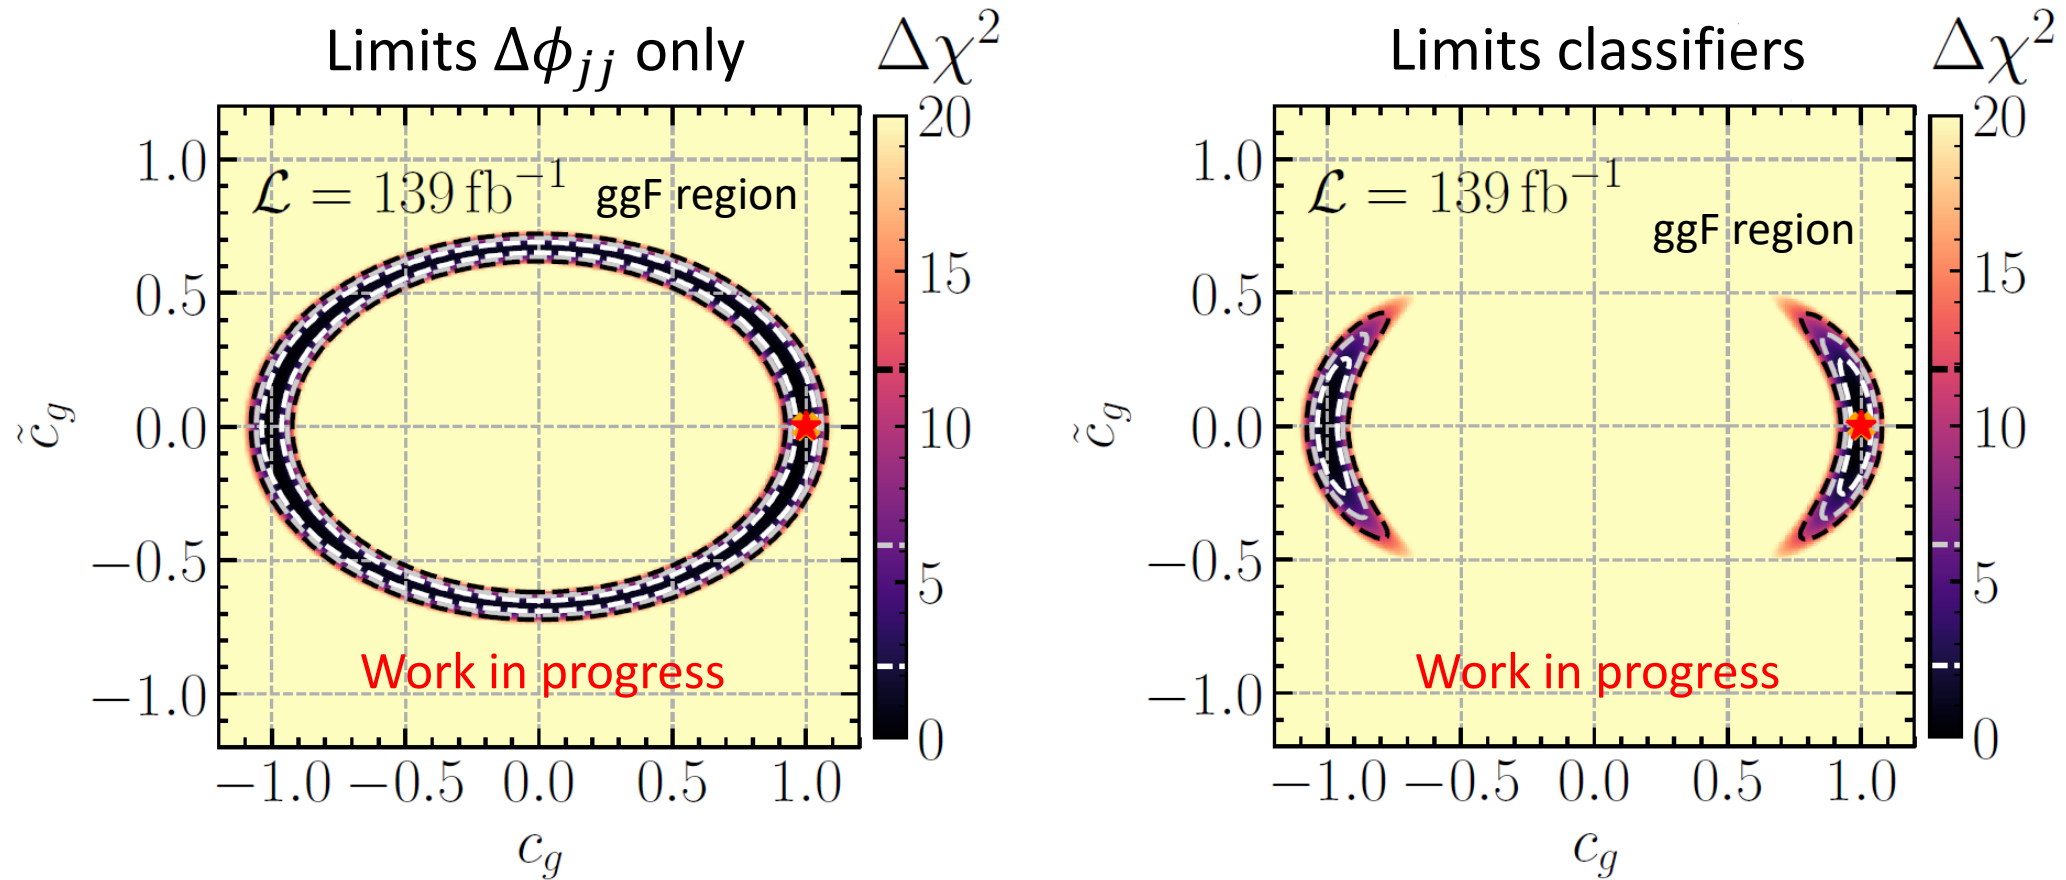 Limits Δϕ_jj only
Δχ²
20
15
10
5
0
1.0
0.5
0.0
−0.5
−1.0
ℒ = 139 fb⁻¹
ggF region
Work in progress
−1.0 −0.5 0.0 0.5 1.0
c_g
c̃_g
Limits classifiers
Δχ²
20
15
10
5
0
1.0
0.5
0.0
−0.5
−1.0
ℒ = 139 fb⁻¹
ggF region
Work in progress
−1.0 −0.5 0.0 0.5 1.0
c_g
c̃_g